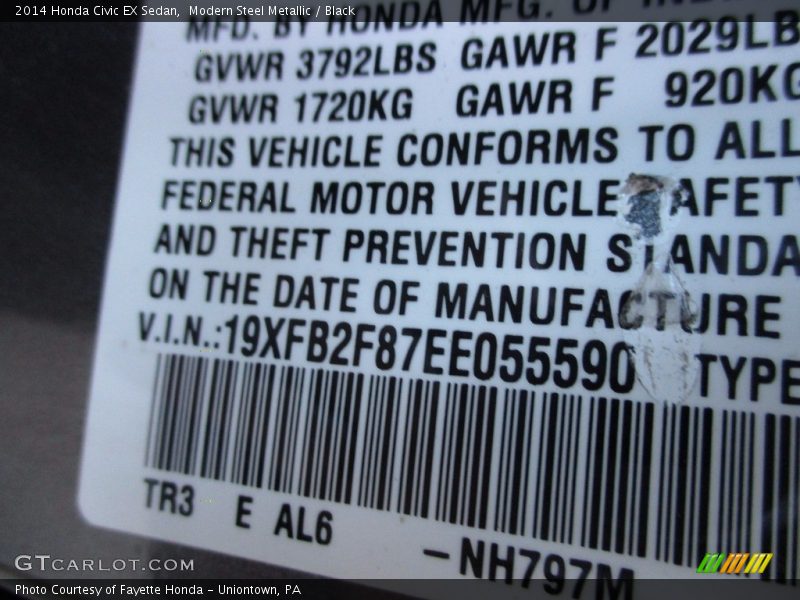 2014 Honda Civic EX Sedan,  Modern Steel Metallic / Black
MFD. BY HONDA MFG. OF
GVWR 3792LBS GAWR F 2029LB
GVWR 1720KG GAWR F 920KG
THIS VEHICLE CONFORMS TO ALL
FEDERAL MOTOR VEHICLE SAFETY
AND THEFT PREVENTION STANDA
ON THE DATE OF MANUFACTURE
V.I.N.:19XFB2F87EE055590 TYPE
TR3 E AL6
-NH797M
GTCARLOT.COM
Photo Courtesy of Fayette Honda - Uniontown, PA